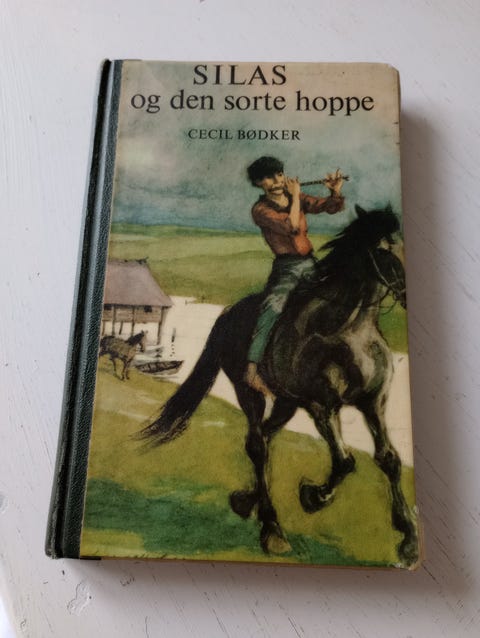 SILAS
og den sorte hoppe
CECIL BØDKER